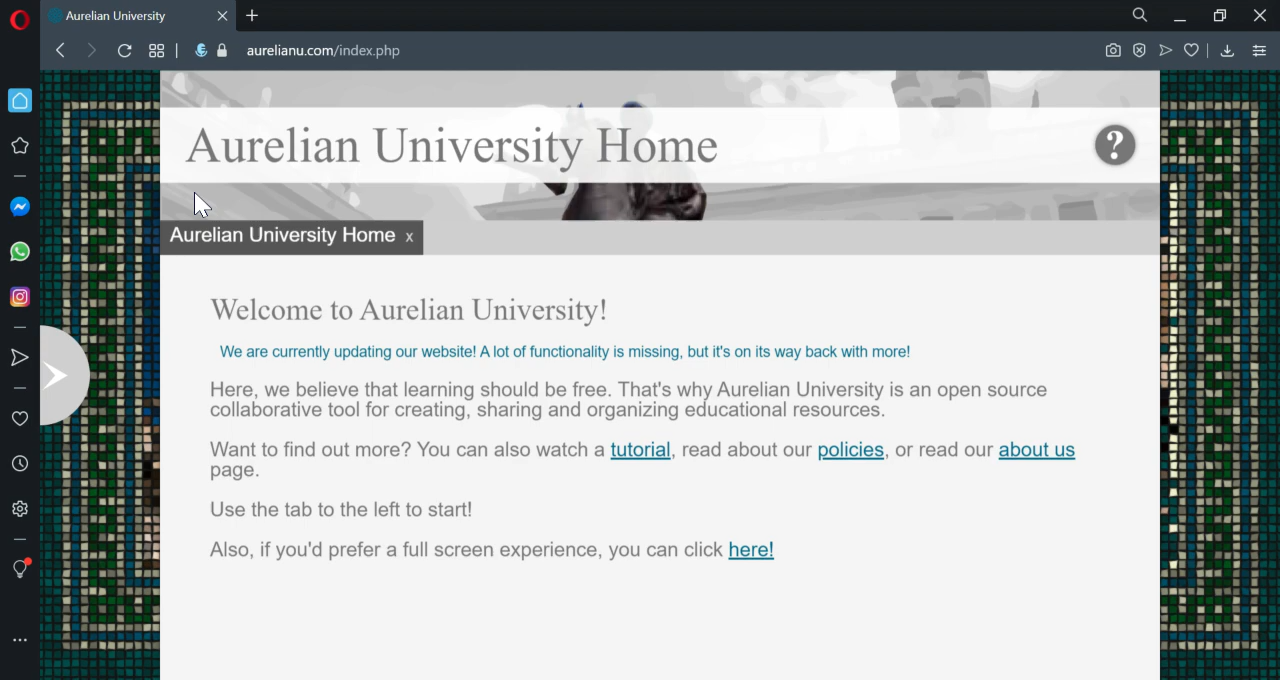 Aurelian University
aurelianu.com/index.php
Aurelian University Home
?
Aurelian University Home x
Welcome to Aurelian University!
We are currently updating our website! A lot of functionality is missing, but it's on its way back with more!
Here, we believe that learning should be free. That's why Aurelian University is an open source
collaborative tool for creating, sharing and organizing educational resources.
Want to find out more? You can also watch a tutorial, read about our policies, or read our about us
page.
Use the tab to the left to start!
Also, if you'd prefer a full screen experience, you can click here!